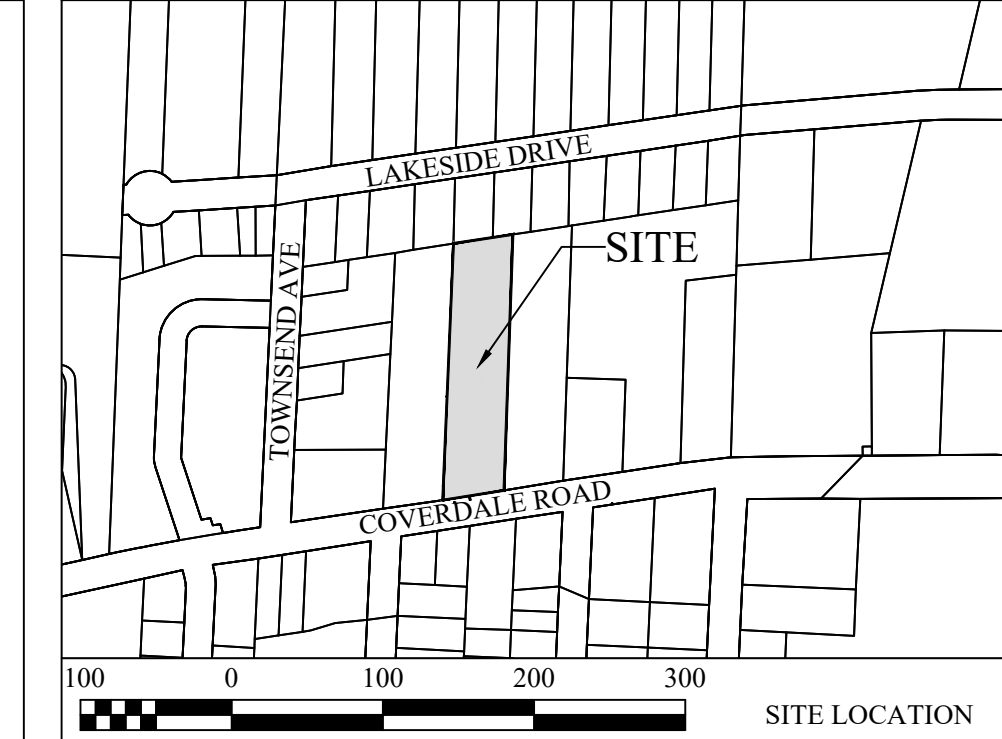 LAKESIDE DRIVE
SITE
TOWNSEND AVE
COVERDALE ROAD
100 0 100 200 300
SITE LOCATION